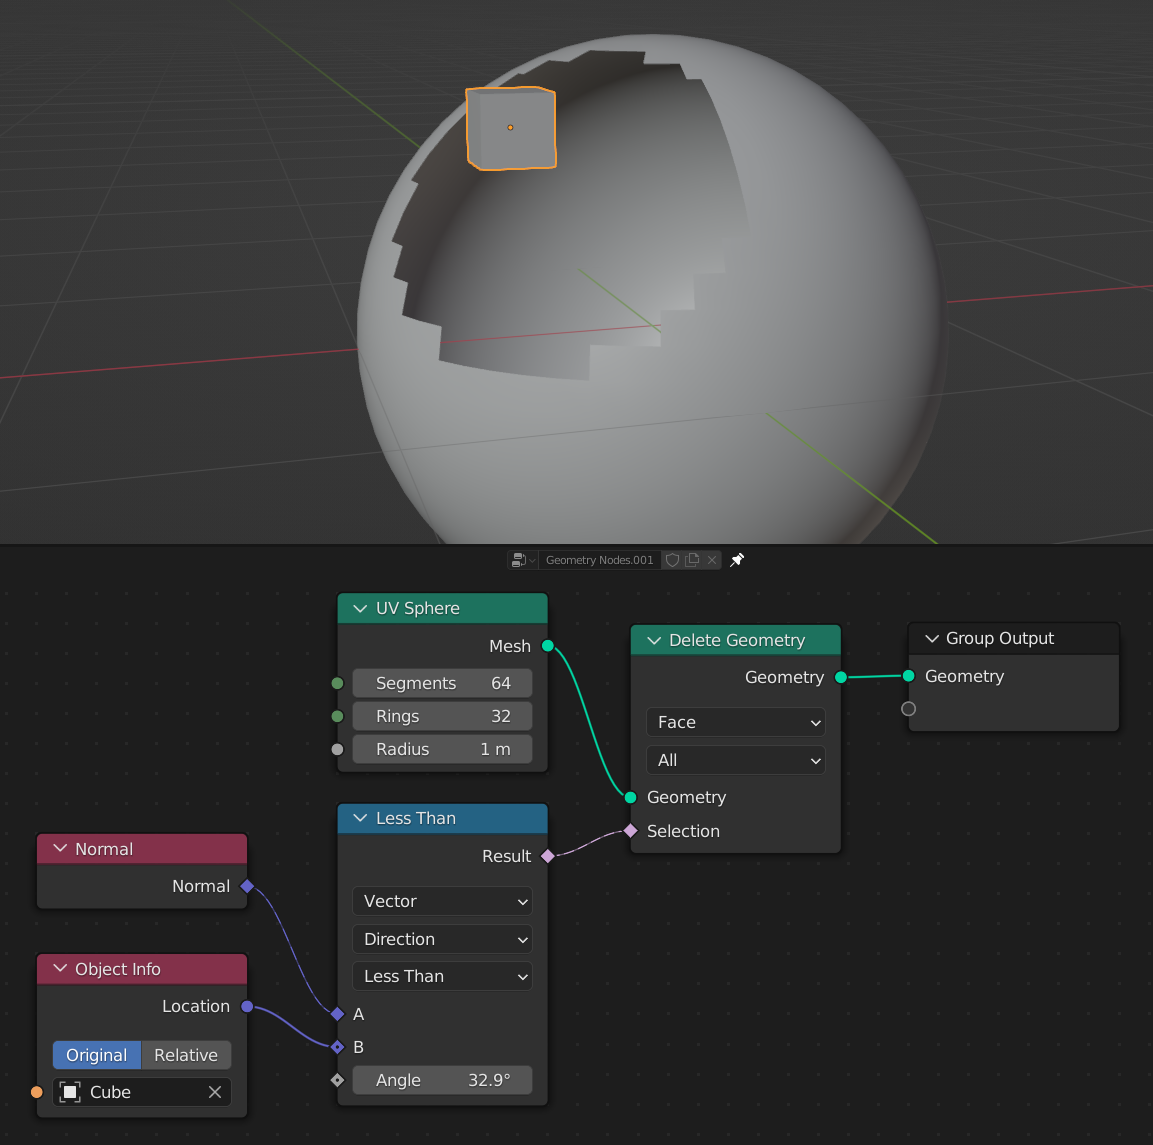 Geometry Nodes.001
UV Sphere
Mesh
Segments 64
Rings 32
Radius 1 m
Delete Geometry
Geometry
Face
All
Geometry
Selection
Group Output
Geometry
Less Than
Result
Vector
Direction
Less Than
A
B
Angle 32.9°
Normal
Normal
Object Info
Location
Original Relative
Cube